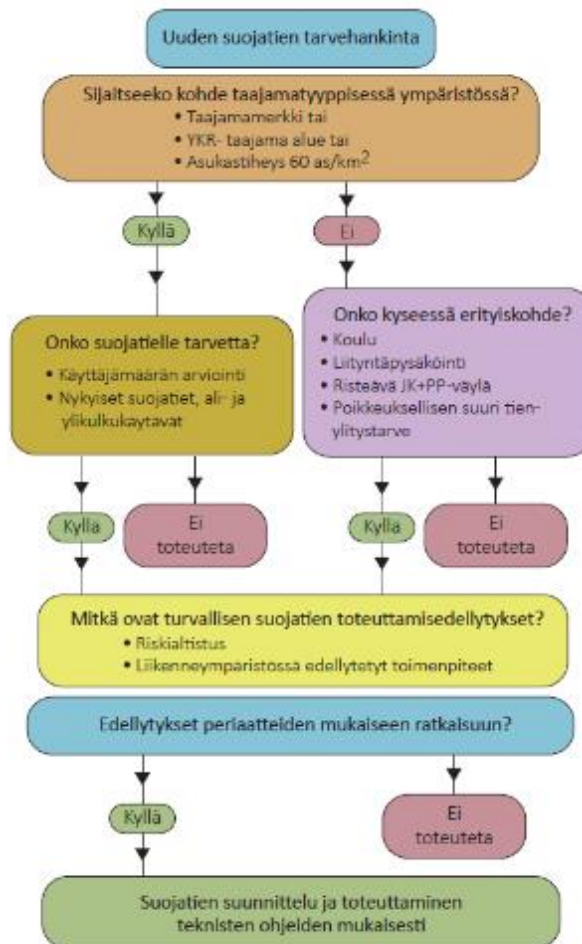 Uuden suojatien tarvehankinta
Sijaitseeko kohde taajamatyyppisessä ympäristössä?
• Taajamamerkki tai
• YKR- taajama alue tai
• Asukastiheys 60 as/km²
Kyllä
Ei
Onko suojatielle tarvetta?
• Käyttäjämäärän arviointi
• Nykyiset suojatiet, ali- ja
ylikulkukäytävat
Onko kyseessä erityiskohde?
• Koulu
• Liityntäpysäköinti
• Risteävä JK+PP-väylä
• Poikkeuksellisen suuri tien-
ylitystarve
Kyllä
Ei
toteuteta
Kyllä
Ei
toteuteta
Mitkä ovat turvallisen suojatien toteuttamisedellytykset?
• Riskialtistus
• Liikenneympäristössä edellytetyt toimenpiteet
Edellytykset periaatteiden mukaiseen ratkaisuun?
Kyllä
Ei
toteuteta
Suojatien suunnittelu ja toteuttaminen
teknisten ohjeiden mukaisesti